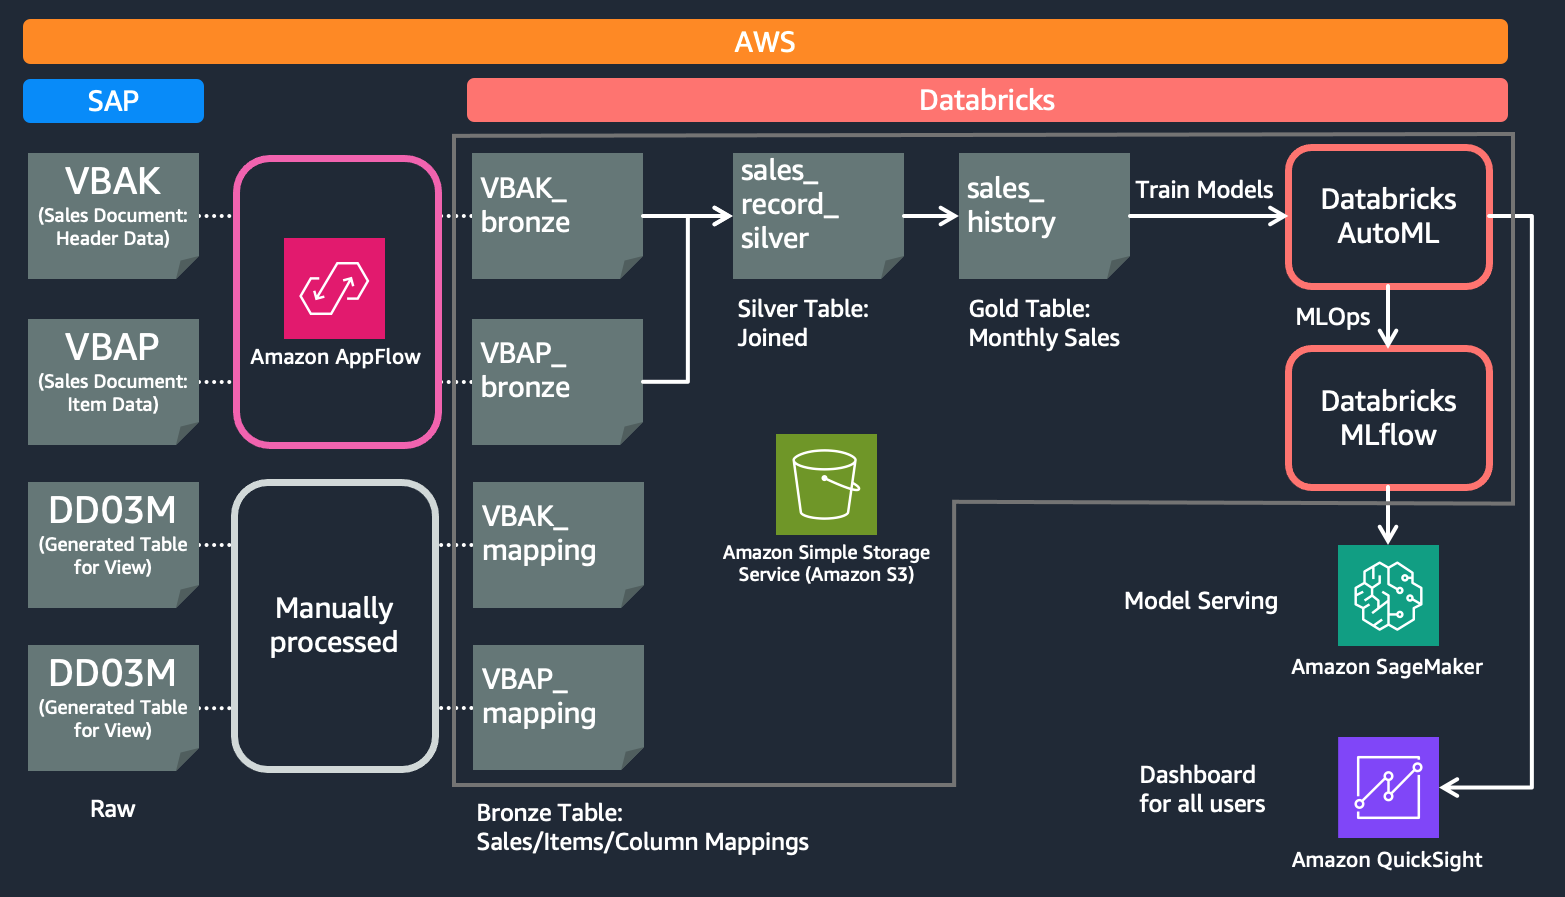 AWS
SAP
Databricks
VBAK
(Sales Document:
Header Data)
VBAP
(Sales Document:
Item Data)
DD03M
(Generated Table
for View)
DD03M
(Generated Table
for View)
Raw
Amazon AppFlow
Manually
processed
VBAK_
bronze
VBAP_
bronze
VBAK_
mapping
VBAP_
mapping
Bronze Table:
Sales/Items/Column Mappings
sales_
record_
silver
Silver Table:
Joined
Amazon Simple Storage
Service (Amazon S3)
sales_
history
Gold Table:
Monthly Sales
Train Models
Databricks
AutoML
MLOps
Databricks
MLflow
Model Serving
Amazon SageMaker
Dashboard
for all users
Amazon QuickSight